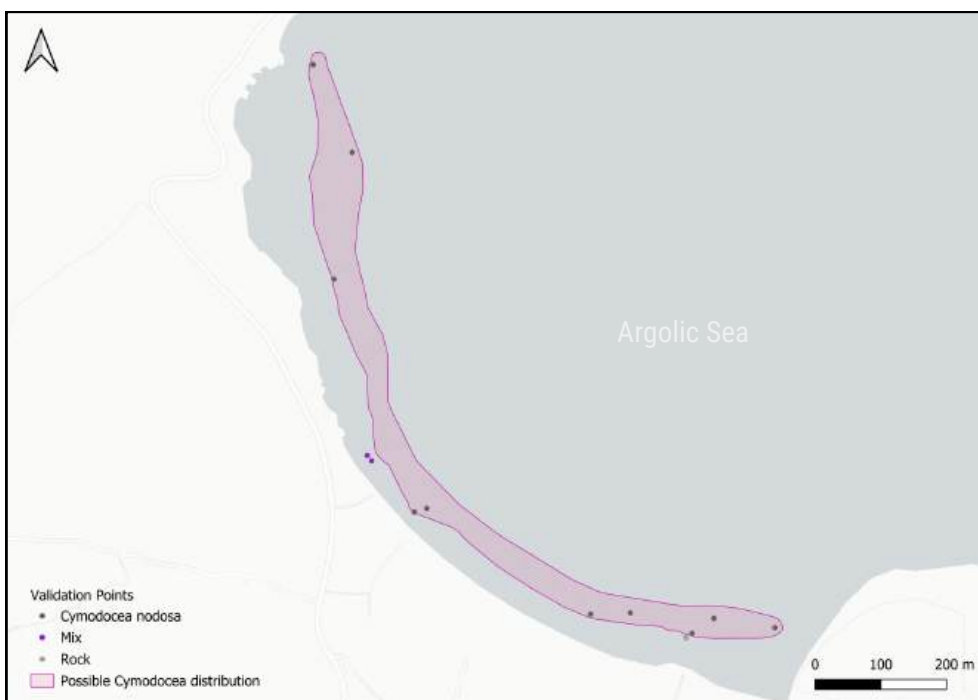 Argolic Sea
Validation Points
Cymodocea nodosa
Mix
Rock
Possible Cymodocea distribution
0 100 200 m